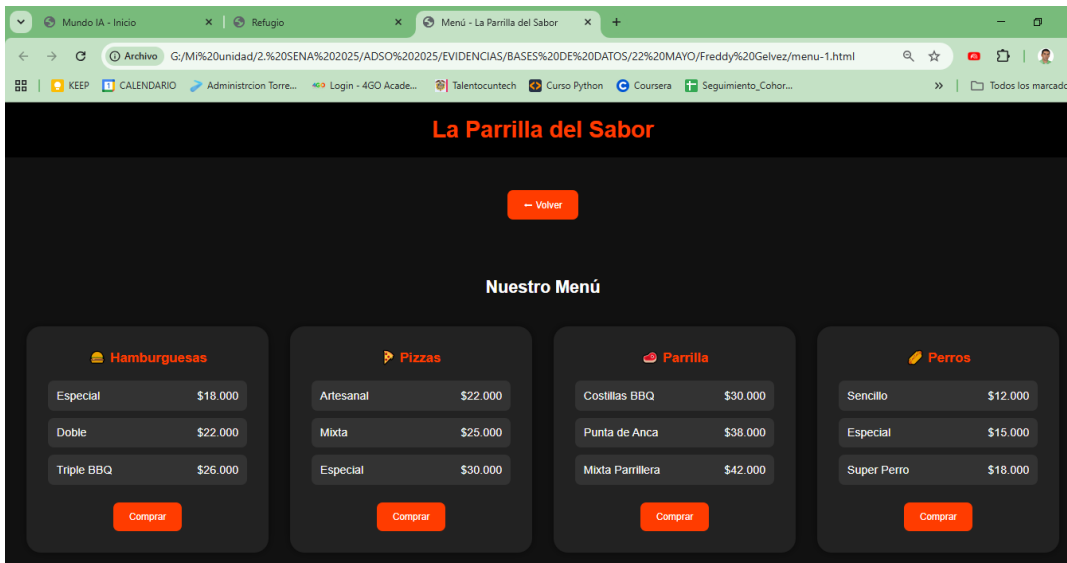 Mundo IA - Inicio
Refugio
Menú - La Parrilla del Sabor
Archivo G:/Mi%20unidad/2.%20SENA%202025/ADSO%202025/EVIDENCIAS/BASES%20DE%20DATOS/22%20MAYO/Freddy%20Gelvez/menu-1.html
KEEP CALENDARIO Administrcion Torre... Login - 4GO Acade... Talentocuntech Curso Python Coursera Seguimiento_Cohor... » Todos los marcado
La Parrilla del Sabor
← Volver
Nuestro Menú
Hamburguesas
Especial $18.000
Doble $22.000
Triple BBQ $26.000
Comprar
Pizzas
Artesanal $22.000
Mixta $25.000
Especial $30.000
Comprar
Parrilla
Costillas BBQ $30.000
Punta de Anca $38.000
Mixta Parrillera $42.000
Comprar
Perros
Sencillo $12.000
Especial $15.000
Super Perro $18.000
Comprar